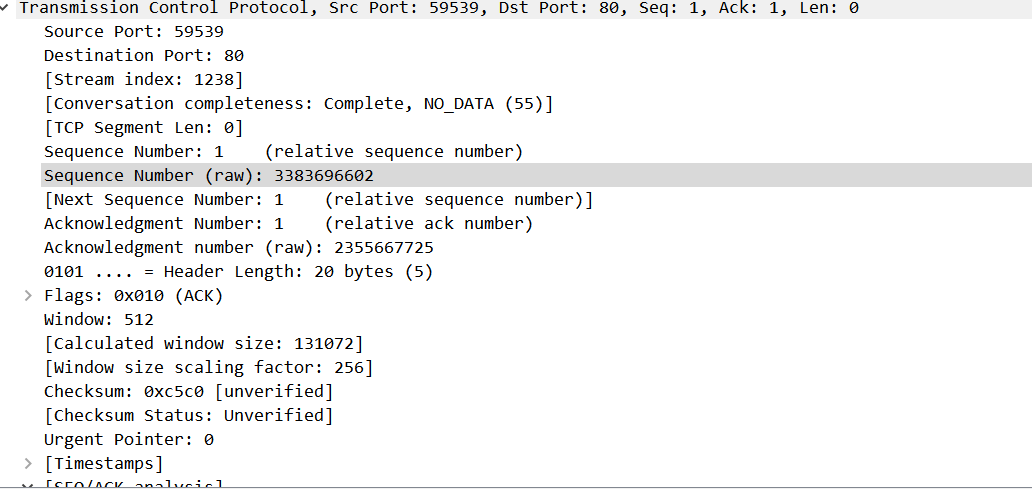 Transmission Control Protocol, Src Port: 59539, Dst Port: 80, Seq: 1, Ack: 1, Len: 0
Source Port: 59539
Destination Port: 80
[Stream index: 1238]
[Conversation completeness: Complete, NO_DATA (55)]
[TCP Segment Len: 0]
Sequence Number: 1    (relative sequence number)
Sequence Number (raw): 3383696602
[Next Sequence Number: 1    (relative sequence number)]
Acknowledgment Number: 1    (relative ack number)
Acknowledgment number (raw): 2355667725
0101 .... = Header Length: 20 bytes (5)
Flags: 0x010 (ACK)
Window: 512
[Calculated window size: 131072]
[Window size scaling factor: 256]
Checksum: 0xc5c0 [unverified]
[Checksum Status: Unverified]
Urgent Pointer: 0
[Timestamps]
[SEQ/ACK analysis]